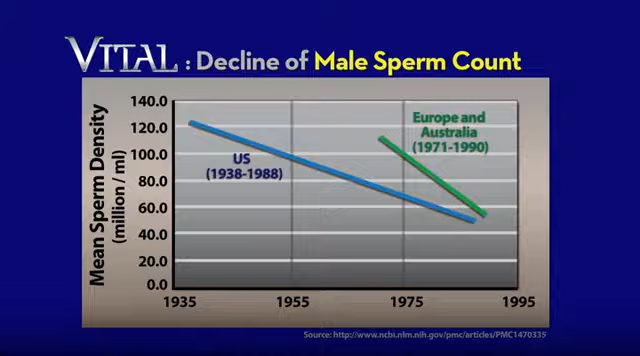 VITAL : Decline of Male Sperm Count
Mean Sperm Density
(million / ml)
140.0
120.0
100.0
80.0
60.0
40.0
20.0
0.0
US
(1938-1988)
Europe and
Australia
(1971-1990)
1935 1955 1975 1995
Source: http://www.ncbi.nlm.nih.gov/pmc/articles/PMC1470335